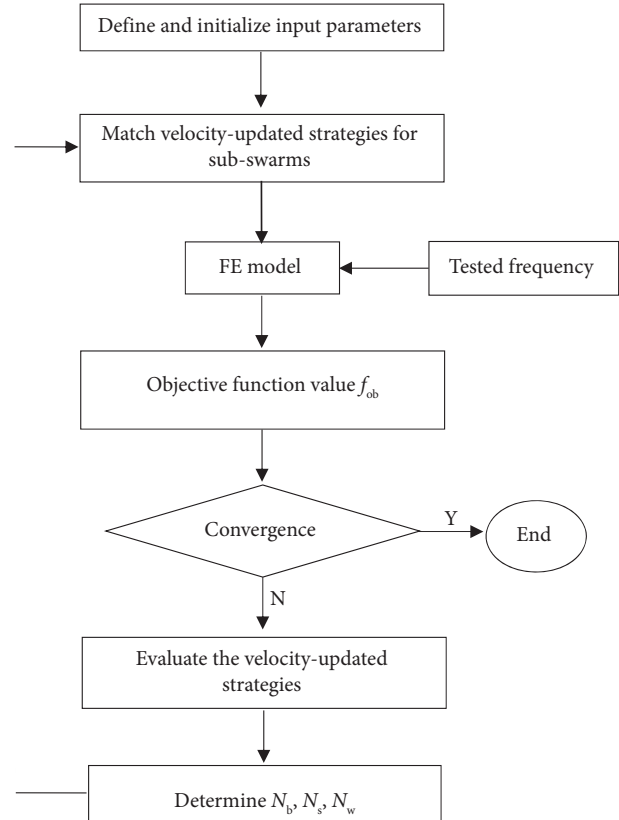 Define and initialize input parameters
Match velocity-updated strategies for
sub-swarms
FE model
Tested frequency
Objective function value f_ob
Convergence
Y
End
N
Evaluate the velocity-updated
strategies
Determine N_b, N_s, N_w